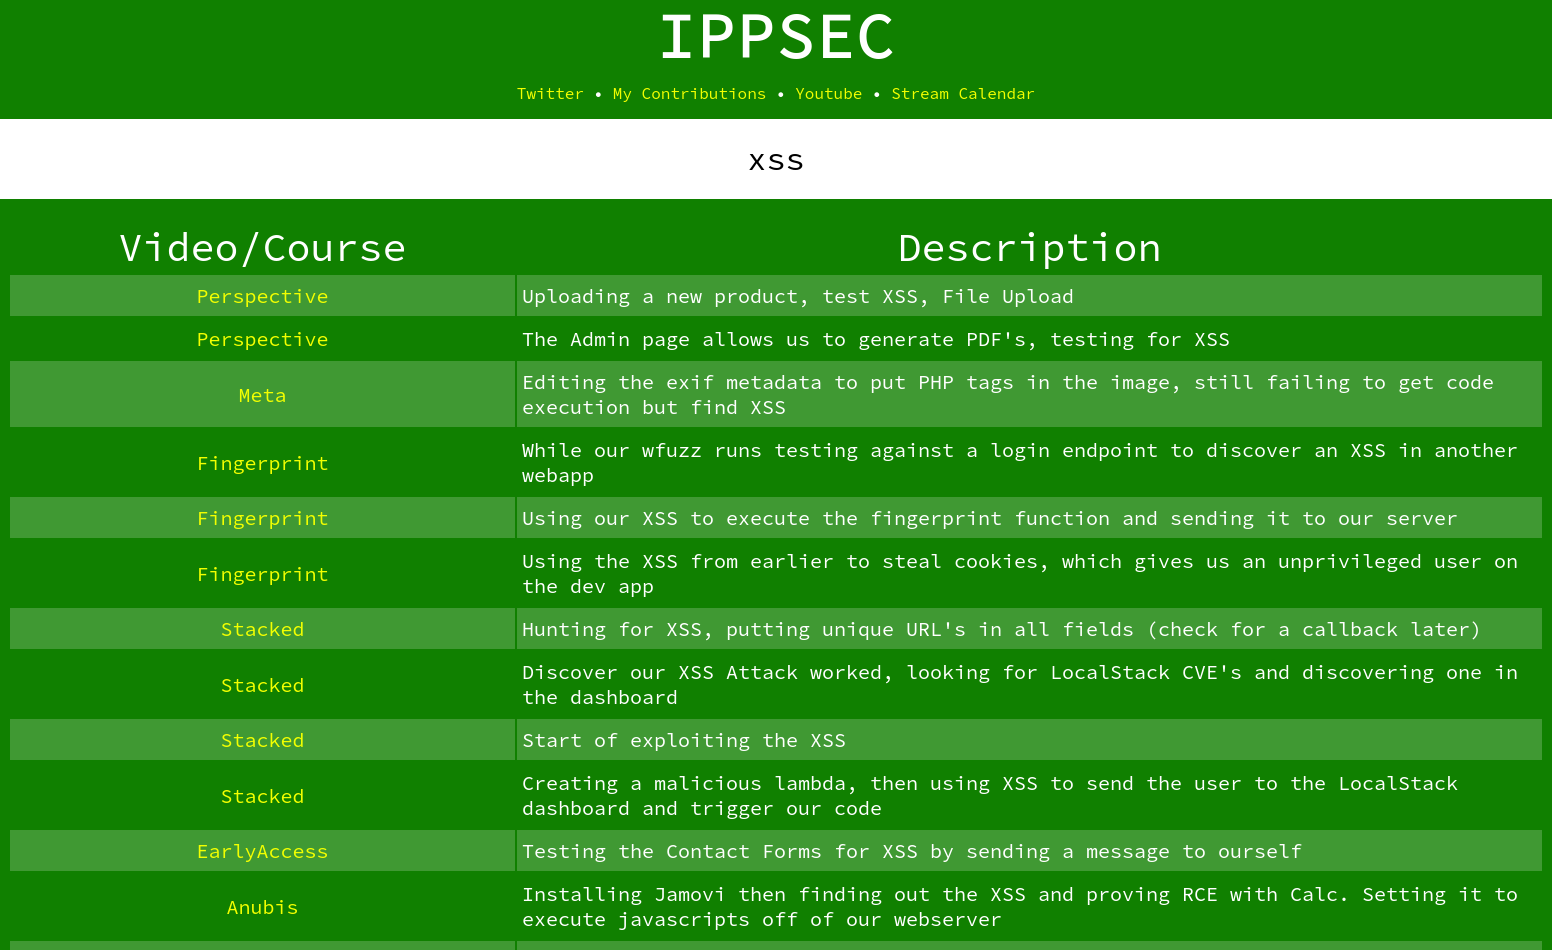 IPPSEC
Twitter • My Contributions • Youtube • Stream Calendar
xss
Video/Course Description
Perspective Uploading a new product, test XSS, File Upload
Perspective The Admin page allows us to generate PDF's, testing for XSS
Meta Editing the exif metadata to put PHP tags in the image, still failing to get code
execution but find XSS
Fingerprint While our wfuzz runs testing against a login endpoint to discover an XSS in another
webapp
Fingerprint Using our XSS to execute the fingerprint function and sending it to our server
Fingerprint Using the XSS from earlier to steal cookies, which gives us an unprivileged user on
the dev app
Stacked Hunting for XSS, putting unique URL's in all fields (check for a callback later)
Stacked Discover our XSS Attack worked, looking for LocalStack CVE's and discovering one in
the dashboard
Stacked Start of exploiting the XSS
Stacked Creating a malicious lambda, then using XSS to send the user to the LocalStack
dashboard and trigger our code
EarlyAccess Testing the Contact Forms for XSS by sending a message to ourself
Anubis Installing Jamovi then finding out the XSS and proving RCE with Calc. Setting it to
execute javascripts off of our webserver